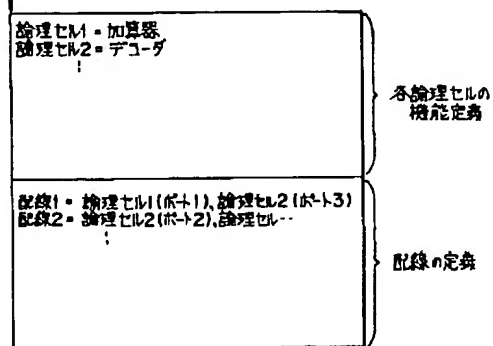 論理セル1 = 加算器
論理セル2 = デコーダ
⋮
各論理セルの
機能定義
配線1 = 論理セル1(ポート1), 論理セル2(ポート3)
配線2 = 論理セル2(ポート2), 論理セル‥
⋮
配線の定義